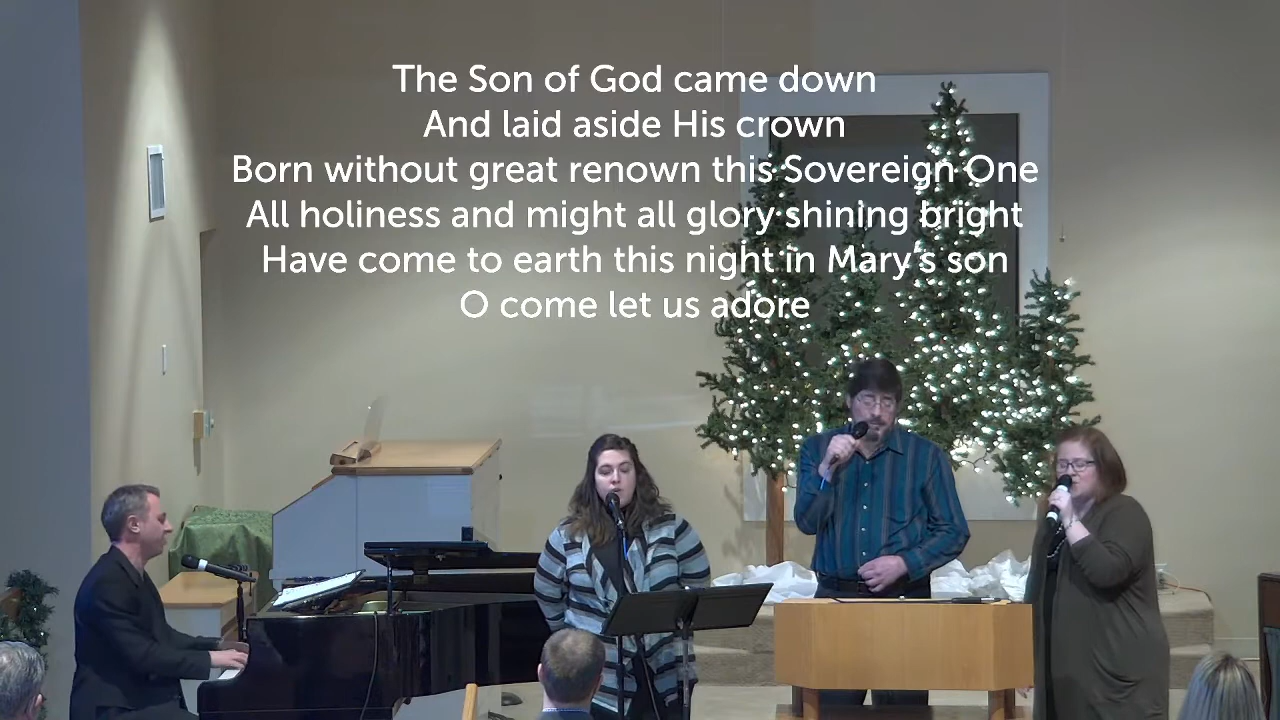 The Son of God came down
And laid aside His crown
Born without great renown this Sovereign One
All holiness and might all glory shining bright
Have come to earth this night in Mary's son
O come let us adore